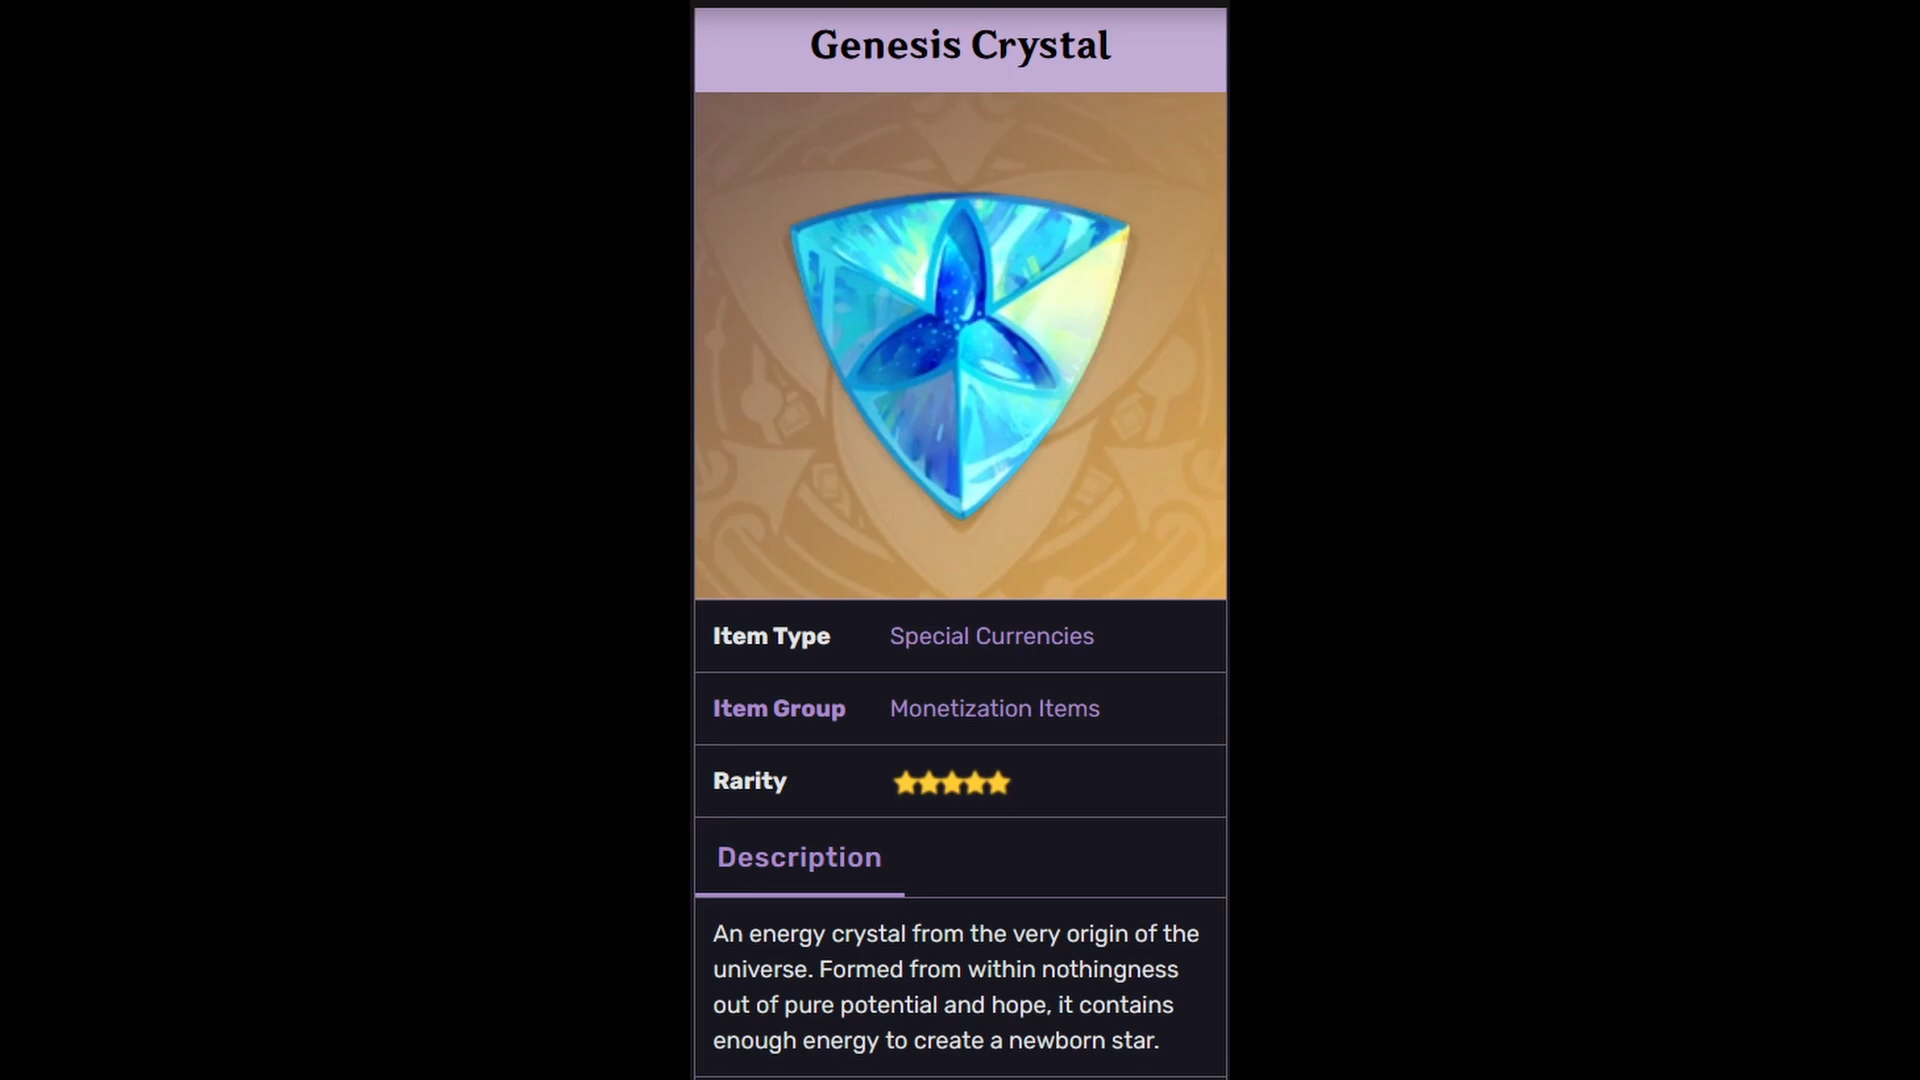 Genesis Crystal
Item Type Special Currencies
Item Group Monetization Items
Rarity
Description
An energy crystal from the very origin of the
universe. Formed from within nothingness
out of pure potential and hope, it contains
enough energy to create a newborn star.